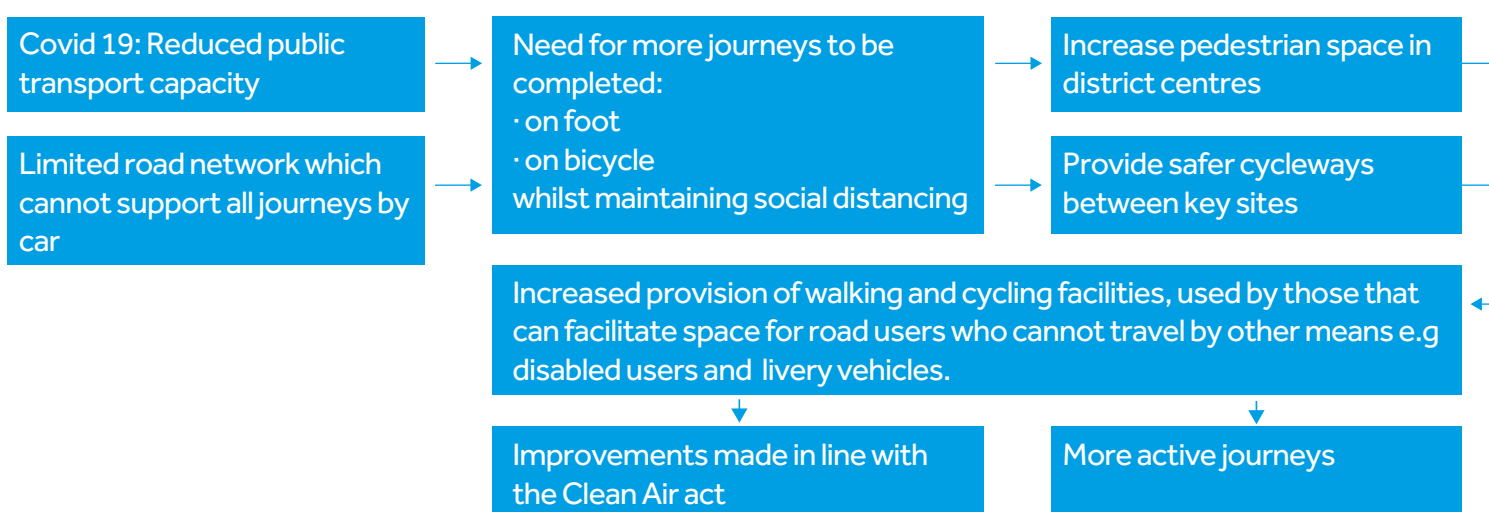 Covid 19: Reduced public
transport capacity
Limited road network which
cannot support all journeys by
car
Need for more journeys to be
completed:
· on foot
· on bicycle
whilst maintaining social distancing
Increase pedestrian space in
district centres
Provide safer cycleways
between key sites
Increased provision of walking and cycling facilities, used by those that
can facilitate space for road users who cannot travel by other means e.g
disabled users and livery vehicles.
Improvements made in line with
the Clean Air act
More active journeys